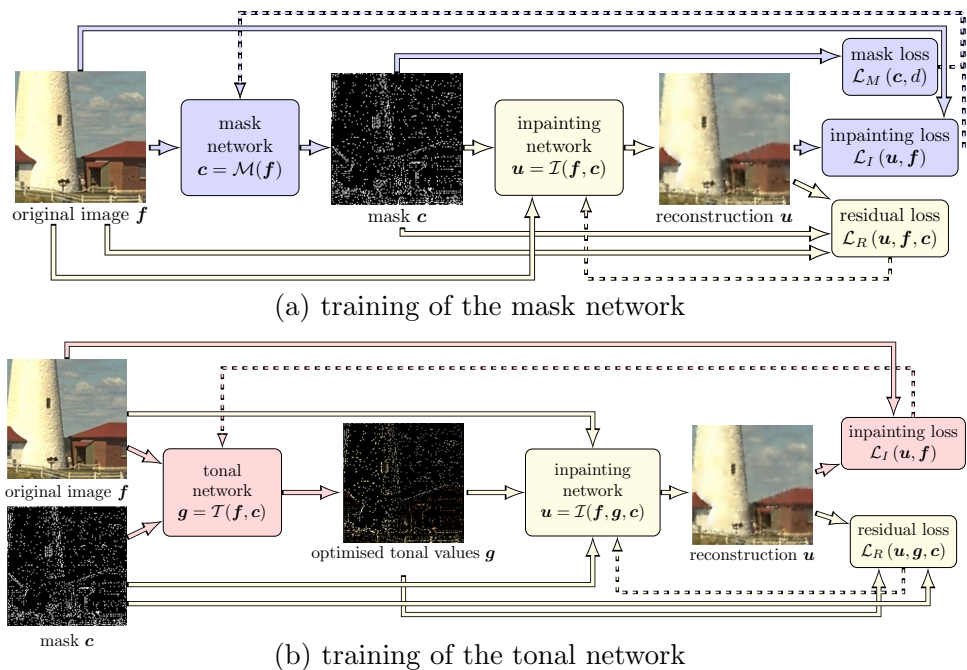 original image f
mask
network
c = M(f)
mask c
inpainting
network
u = I(f, c)
reconstruction u
mask loss
L_M (c, d)
inpainting loss
L_I (u, f)
residual loss
L_R (u, f, c)
(a) training of the mask network
original image f
mask c
tonal
network
g = T(f, c)
optimised tonal values g
inpainting
network
u = I(f, g, c)
reconstruction u
inpainting loss
L_I (u, f)
residual loss
L_R (u, g, c)
(b) training of the tonal network